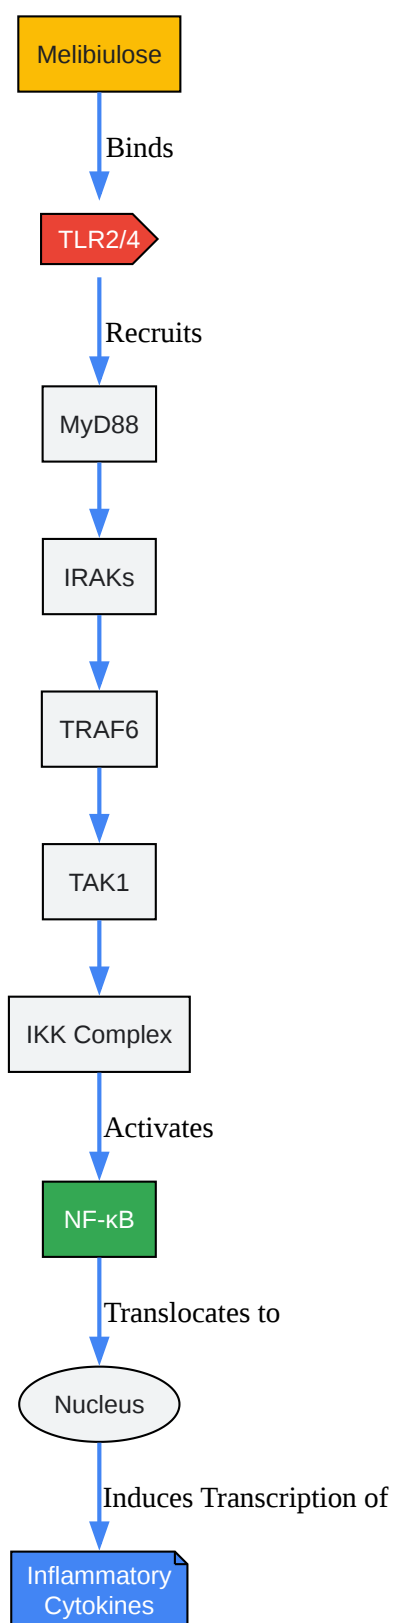 Melibiulose
Binds
TLR2/4
Recruits
MyD88
IRAKs
TRAF6
TAK1
IKK Complex
Activates
NF-κB
Translocates to
Nucleus
Induces Transcription of
Inflammatory
Cytokines